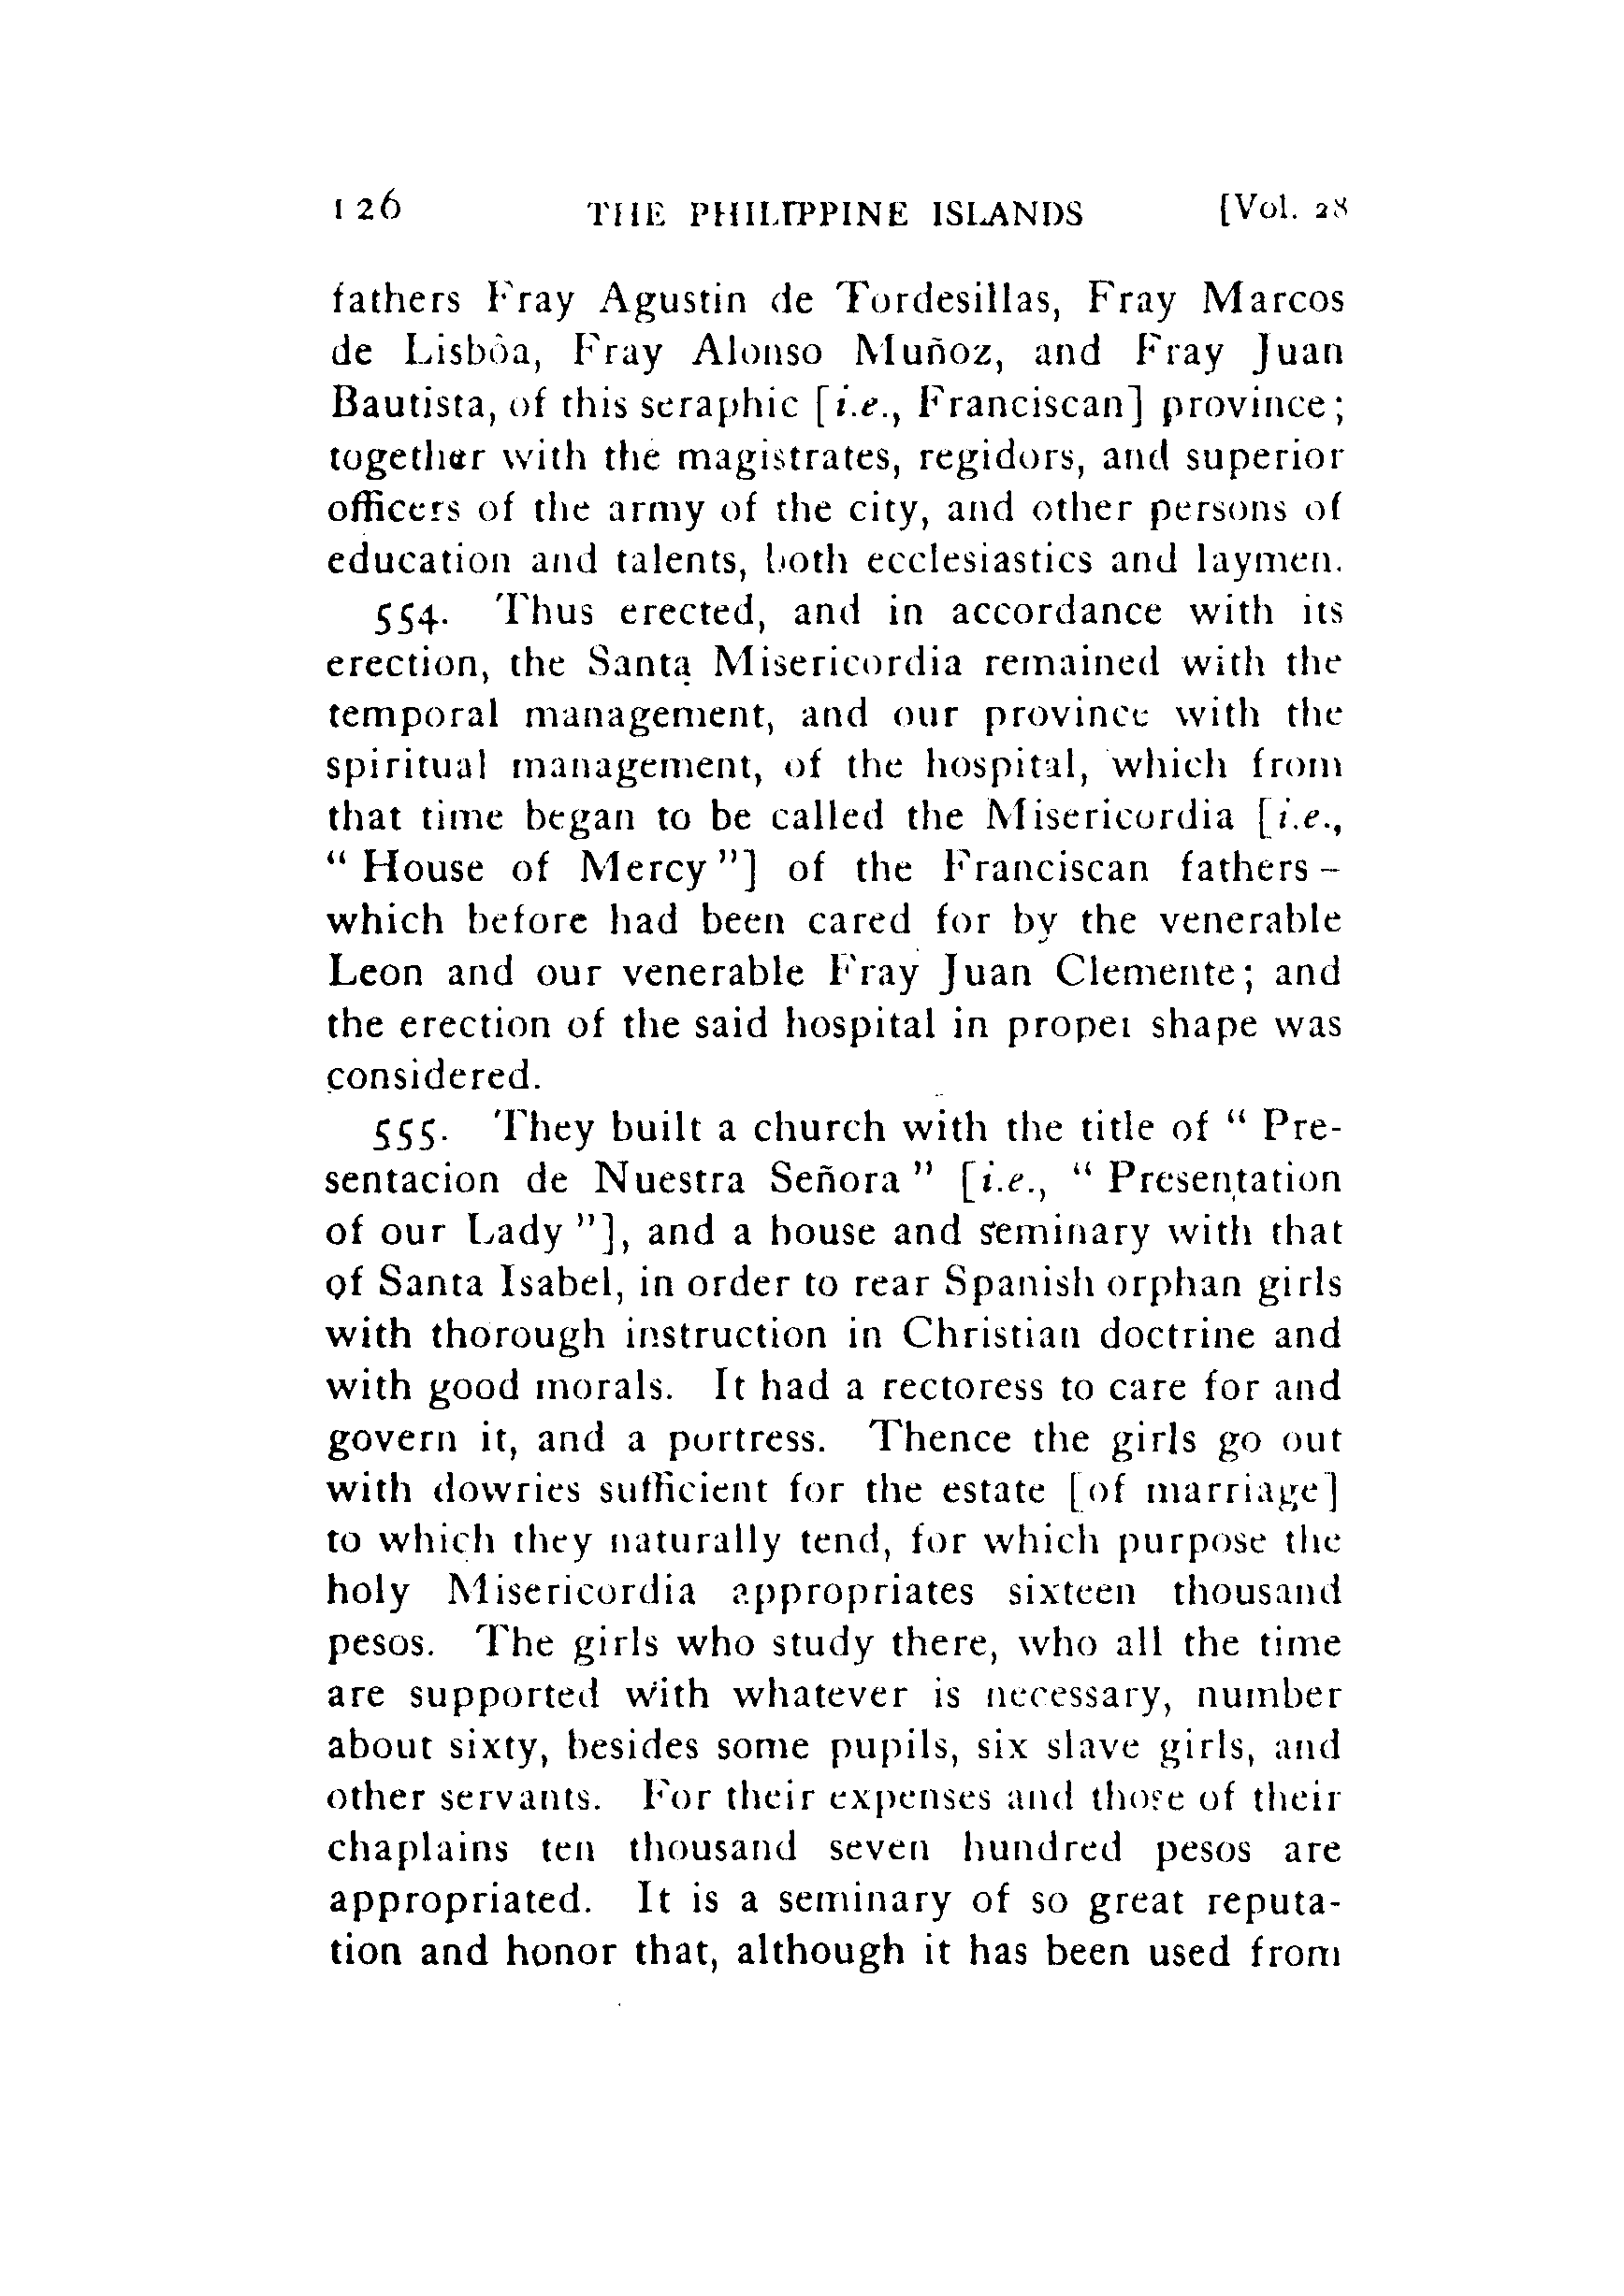 126 THE PHILIPPINE ISLANDS [Vol. 28
fathers Fray Agustin de Tordesillas, Fray Marcos
de Lisbòa, Fray Alonso Muñoz, and Fray Juan
Bautista, of this seraphic [i.e., Franciscan] province;
together with the magistrates, regidors, and superior
officers of the army of the city, and other persons of
education and talents, both ecclesiastics and laymen.
554. Thus erected, and in accordance with its
erection, the Santa Misericordia remained with the
temporal management, and our province with the
spiritual management, of the hospital, which from
that time began to be called the Misericordia [i.e.,
“ House of Mercy ”] of the Franciscan fathers –
which before had been cared for by the venerable
Leon and our venerable Fray Juan Clemente; and
the erection of the said hospital in proper shape was
considered.
555. They built a church with the title of “ Pre-
sentacion de Nuestra Señora ” [i.e., “ Presentation
of our Lady ”], and a house and seminary with that
of Santa Isabel, in order to rear Spanish orphan girls
with thorough instruction in Christian doctrine and
with good morals. It had a rectoress to care for and
govern it, and a portress. Thence the girls go out
with dowries sufficient for the estate [of marriage]
to which they naturally tend, for which purpose the
holy Misericordia appropriates sixteen thousand
pesos. The girls who study there, who all the time
are supported with whatever is necessary, number
about sixty, besides some pupils, six slave girls, and
other servants. For their expenses and those of their
chaplains ten thousand seven hundred pesos are
appropriated. It is a seminary of so great reputa-
tion and honor that, although it has been used from